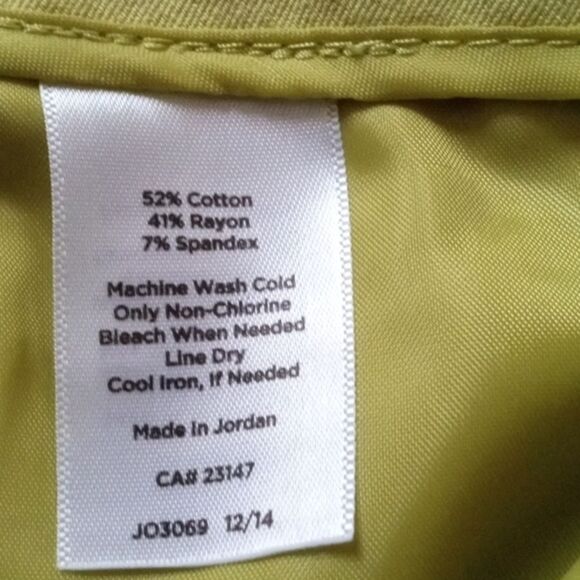 52% Cotton
41% Rayon
7% Spandex
Machine Wash Cold
Only Non-Chlorine
Bleach When Needed
Line Dry
Cool Iron, If Needed
Made in Jordan
CA# 23147
JO3069 12/14